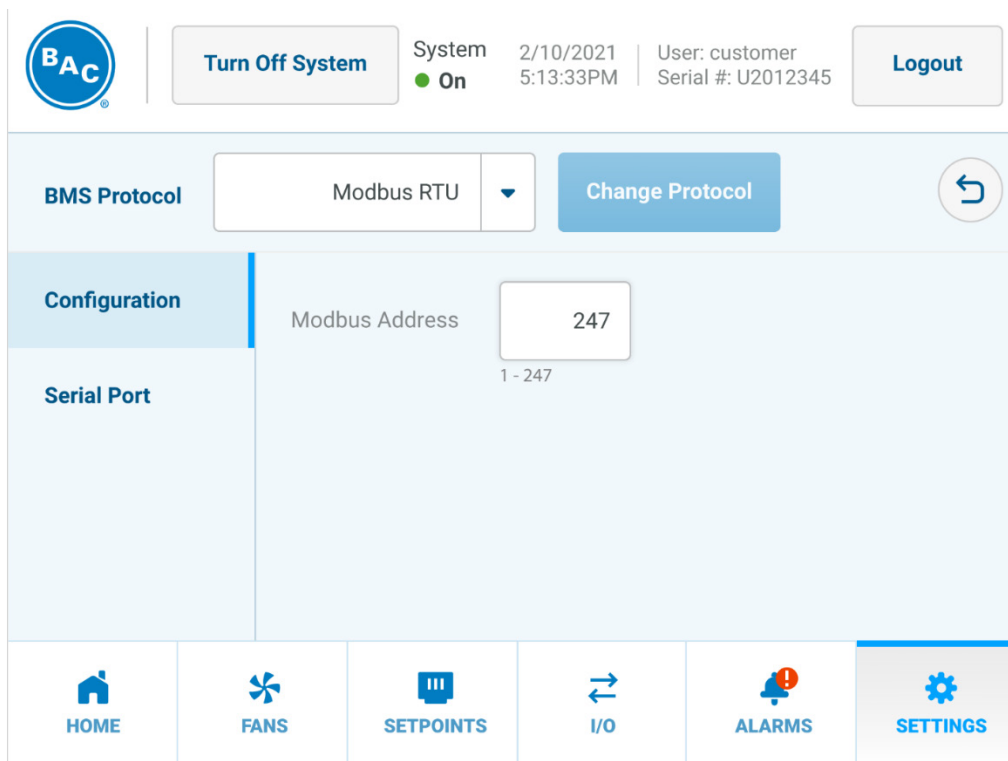 BAC
®
Turn Off System
System
On
2/10/2021
5:13:33PM
User: customer
Serial #: U2012345
Logout
BMS Protocol
Modbus RTU
Change Protocol
Configuration
Modbus Address
247
1 - 247
Serial Port
HOME
FANS
SETPOINTS
I/O
ALARMS
SETTINGS